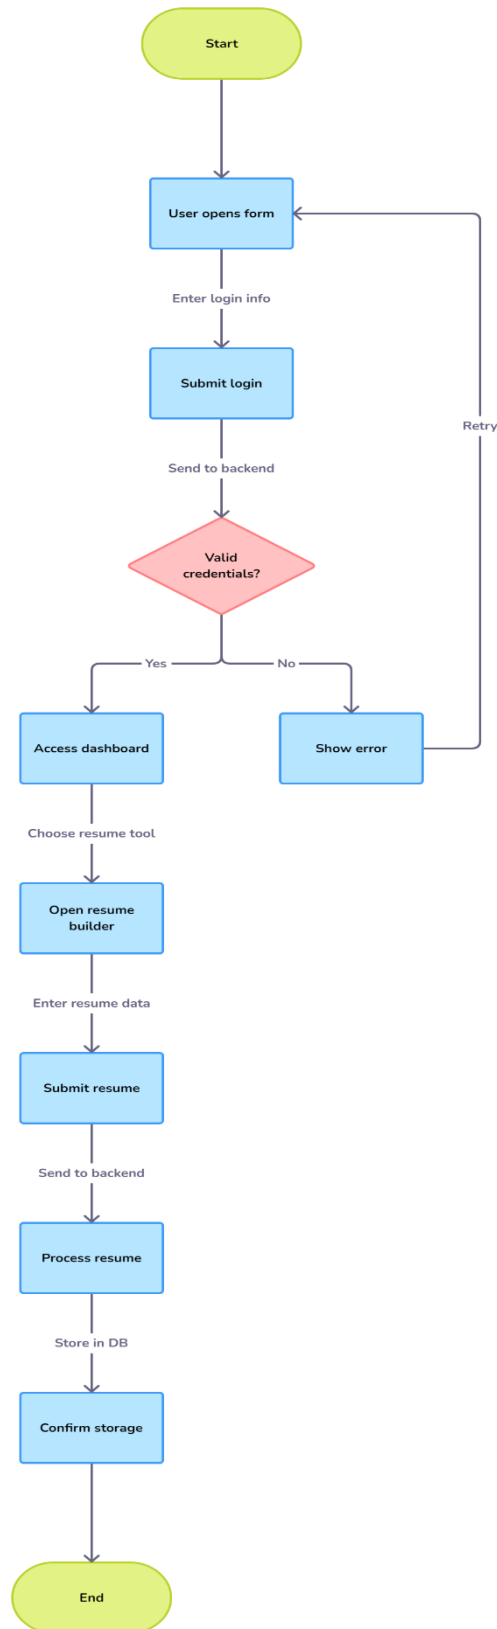 Start
User opens form
Enter login info
Submit login
Retry
Send to backend
Valid
credentials?
Yes
No
Access dashboard
Show error
Choose resume tool
Open resume
builder
Enter resume data
Submit resume
Send to backend
Process resume
Store in DB
Confirm storage
End